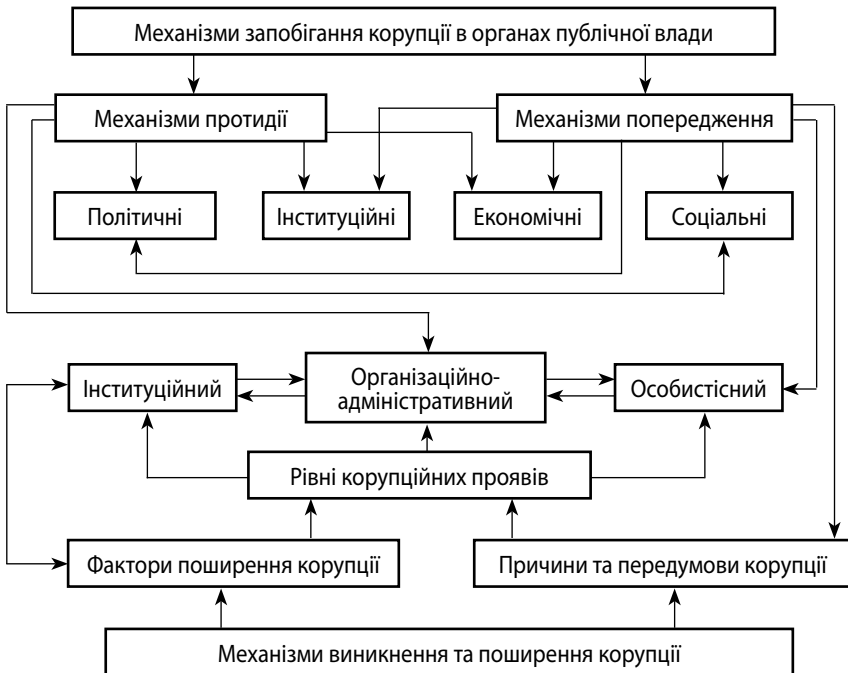 Механізми запобігання корупції в органах публічної влади
Механізми протидії
Механізми попередження
Політичні
Інституційні
Економічні
Соціальні
Інституційний
Організаційно-
адміністративний
Особистісний
Рівні корупційних проявів
Фактори поширення корупції
Причини та передумови корупції
Механізми виникнення та поширення корупції